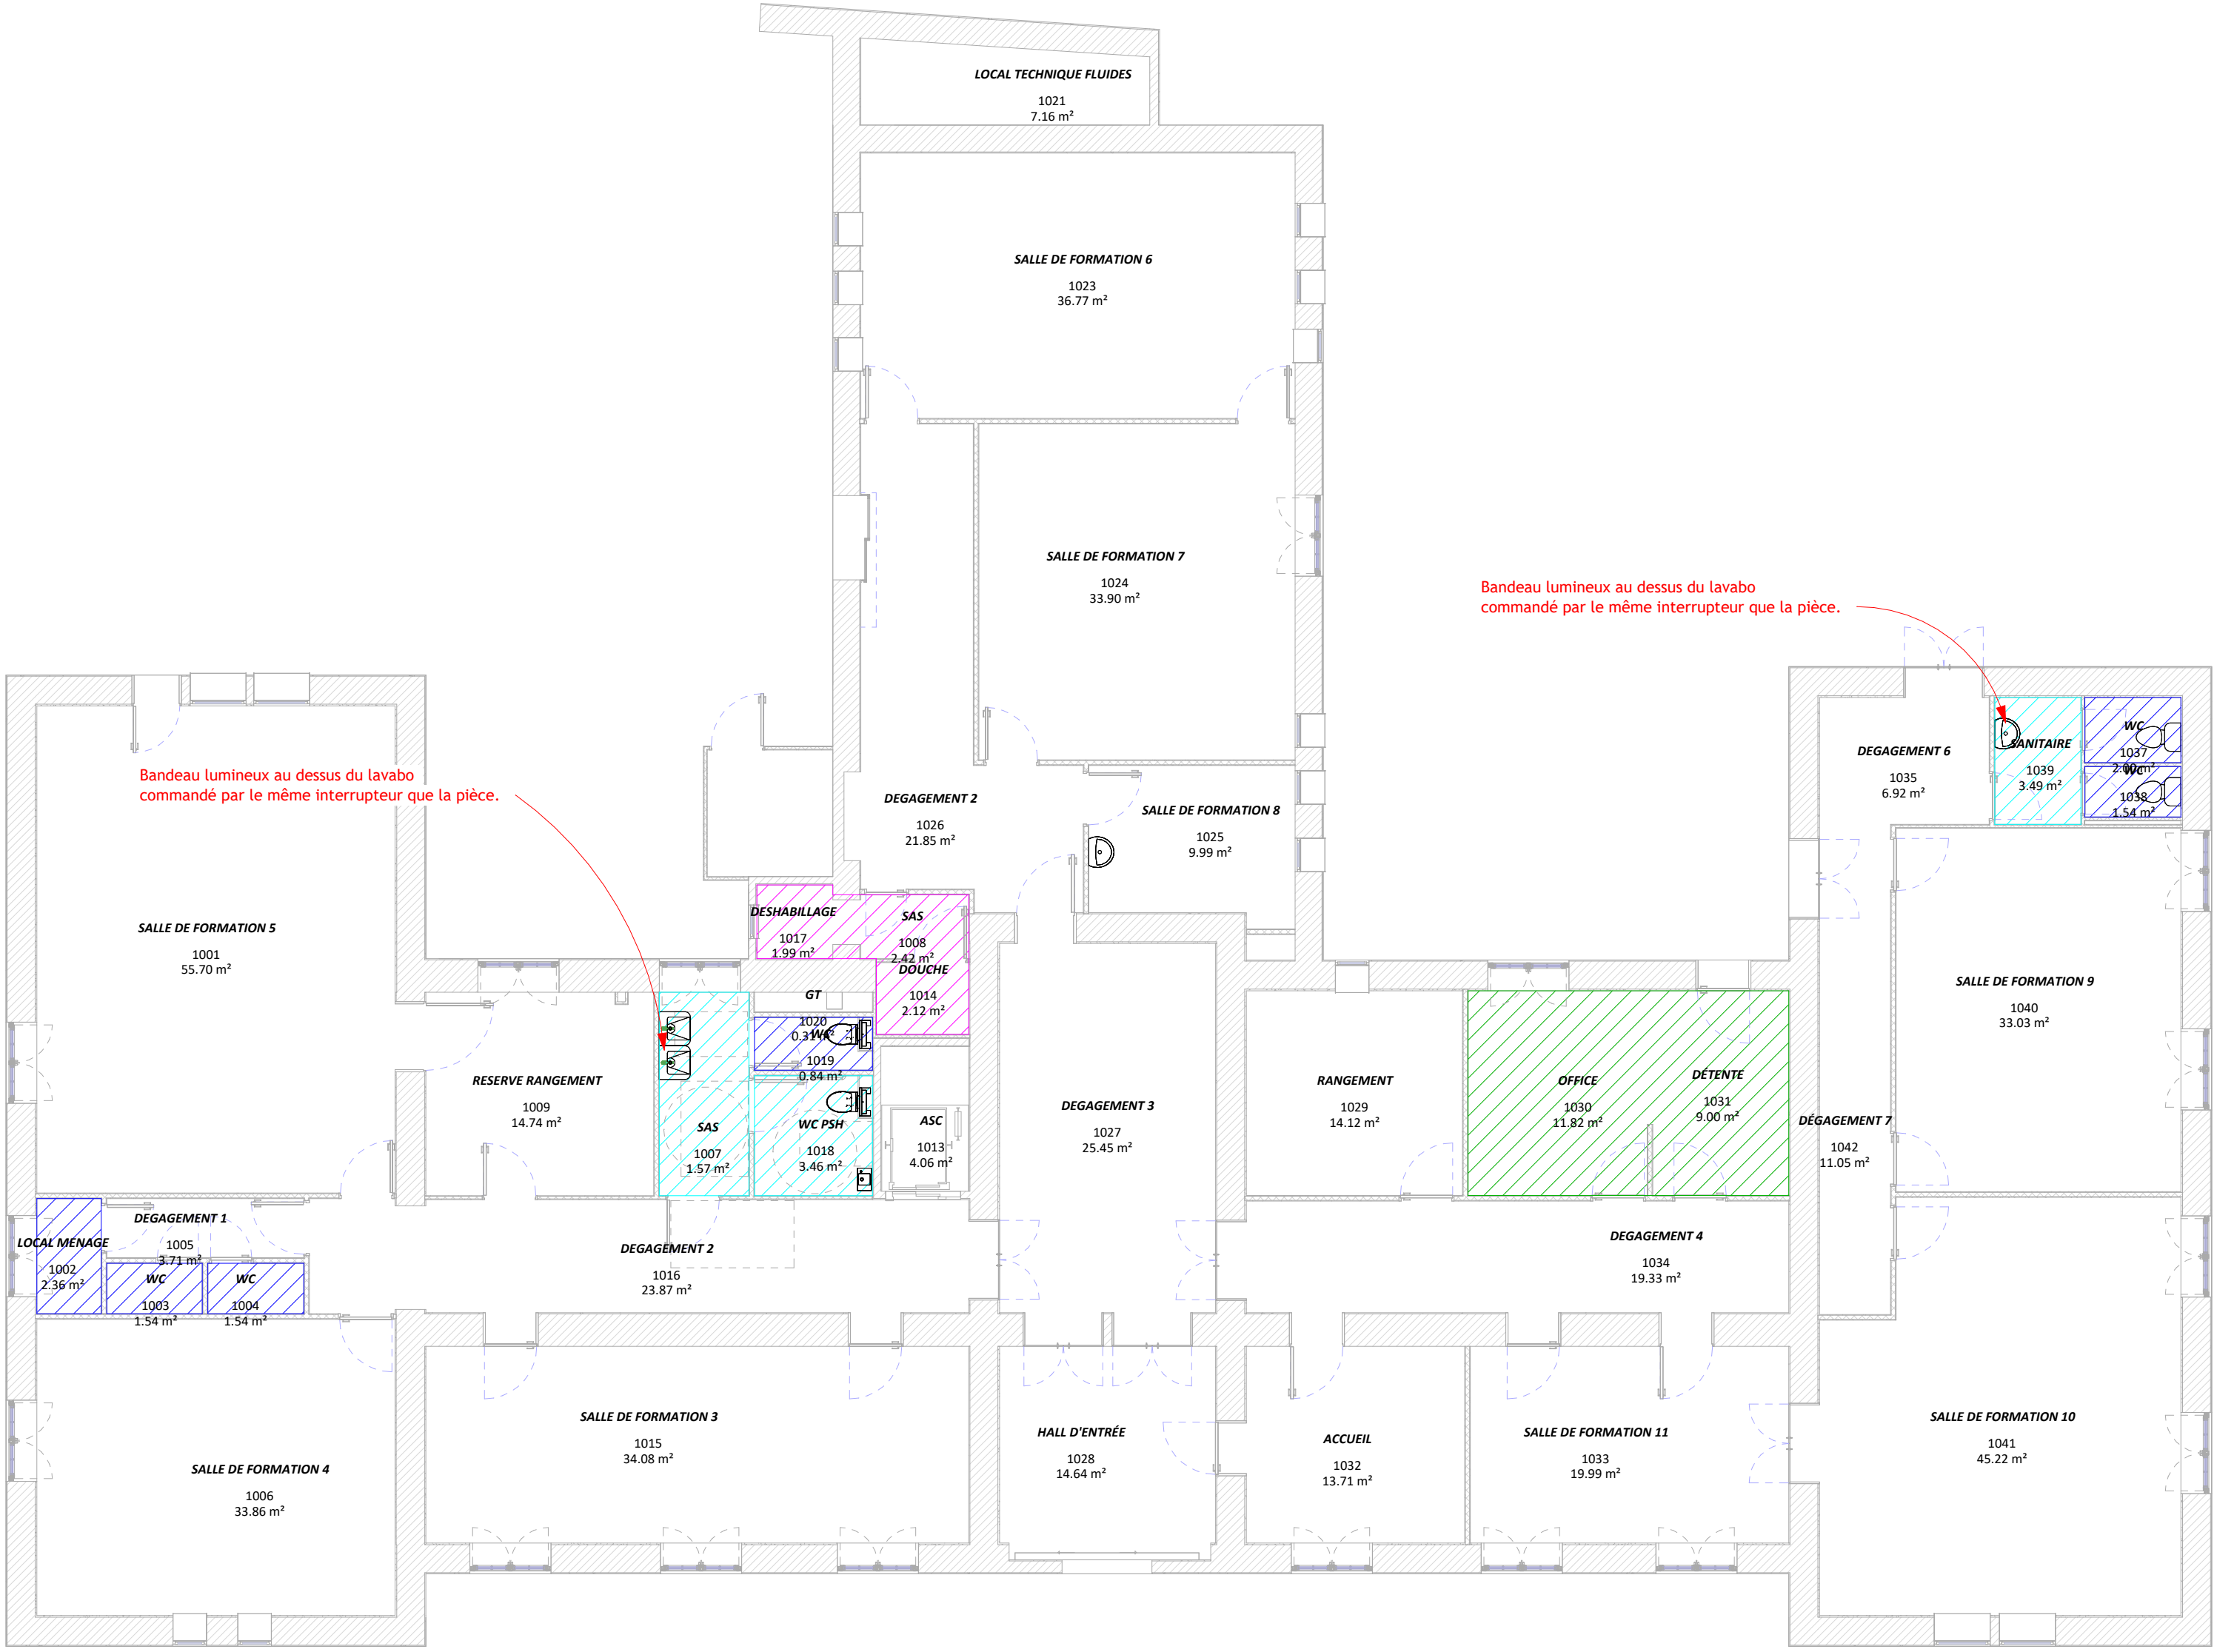 LOCAL TECHNIQUE FLUIDES
1021
7.16 m²
SALLE DE FORMATION 6
1023
36.77 m²
SALLE DE FORMATION 7
1024
33.90 m²
Bandeau lumineux au dessus du lavabo
commandé par le même interrupteur que la pièce.
WC
1037
2.00 m²
SANITAIRE
1039
3.49 m²
WC
1038
1.54 m²
DEGAGEMENT 6
1035
6.92 m²
Bandeau lumineux au dessus du lavabo
commandé par le même interrupteur que la pièce.
DEGAGEMENT 2
1026
21.85 m²
SALLE DE FORMATION 8
1025
9.99 m²
SALLE DE FORMATION 5
1001
55.70 m²
DESHABILLAGE
1017
1.99 m²
SAS
1008
2.42 m²
DOUCHE
1014
2.12 m²
GT
1020
0.31 m²
WC
1019
0.84 m²
SALLE DE FORMATION 9
1040
33.03 m²
RESERVE RANGEMENT
1009
14.74 m²
SAS
1007
1.57 m²
WC PSH
1018
3.46 m²
ASC
1013
4.06 m²
DEGAGEMENT 3
1027
25.45 m²
RANGEMENT
1029
14.12 m²
OFFICE
1030
11.82 m²
DÉTENTE
1031
9.00 m²
DÉGAGEMENT 7
1042
11.05 m²
DEGAGEMENT 1
1005
3.71 m²
LOCAL MENAGE
1002
2.36 m²
WC
1003
1.54 m²
WC
1004
1.54 m²
DEGAGEMENT 2
1016
23.87 m²
DEGAGEMENT 4
1034
19.33 m²
SALLE DE FORMATION 4
1006
33.86 m²
SALLE DE FORMATION 3
1015
34.08 m²
HALL D'ENTRÉE
1028
14.64 m²
ACCUEIL
1032
13.71 m²
SALLE DE FORMATION 11
1033
19.99 m²
SALLE DE FORMATION 10
1041
45.22 m²